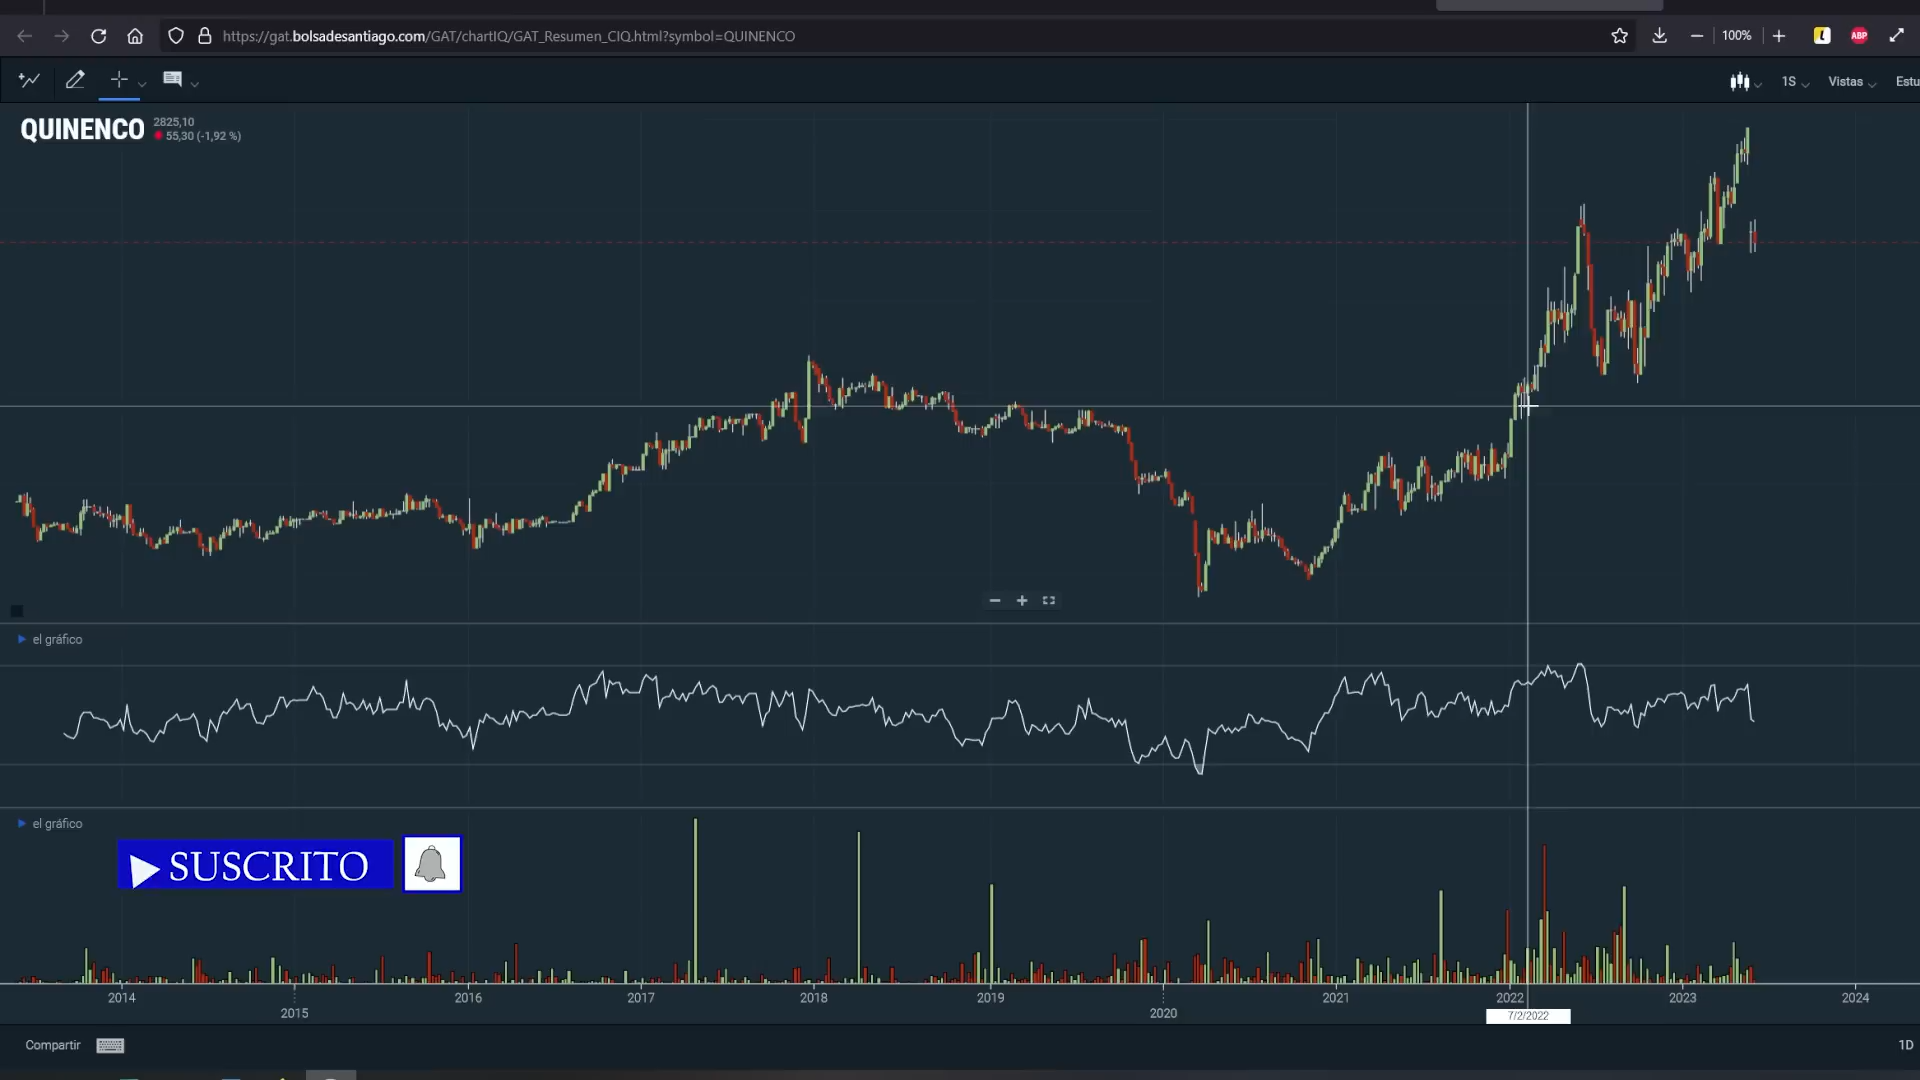 https://gat.bolsadesantiago.com/GAT/chartIQ/GAT_Resumen_CIQ.html?symbol=QUINENCO
100%
L
ABP
1S
Vistas
Estu
QUINENCO
2825,10
55,30 (-1,92 %)
el gráfico
el gráfico
SUSCRITO
2014
2015
2016
2017
2018
2019
2020
2021
2022
2023
2024
7/2/2022
Compartir
1D